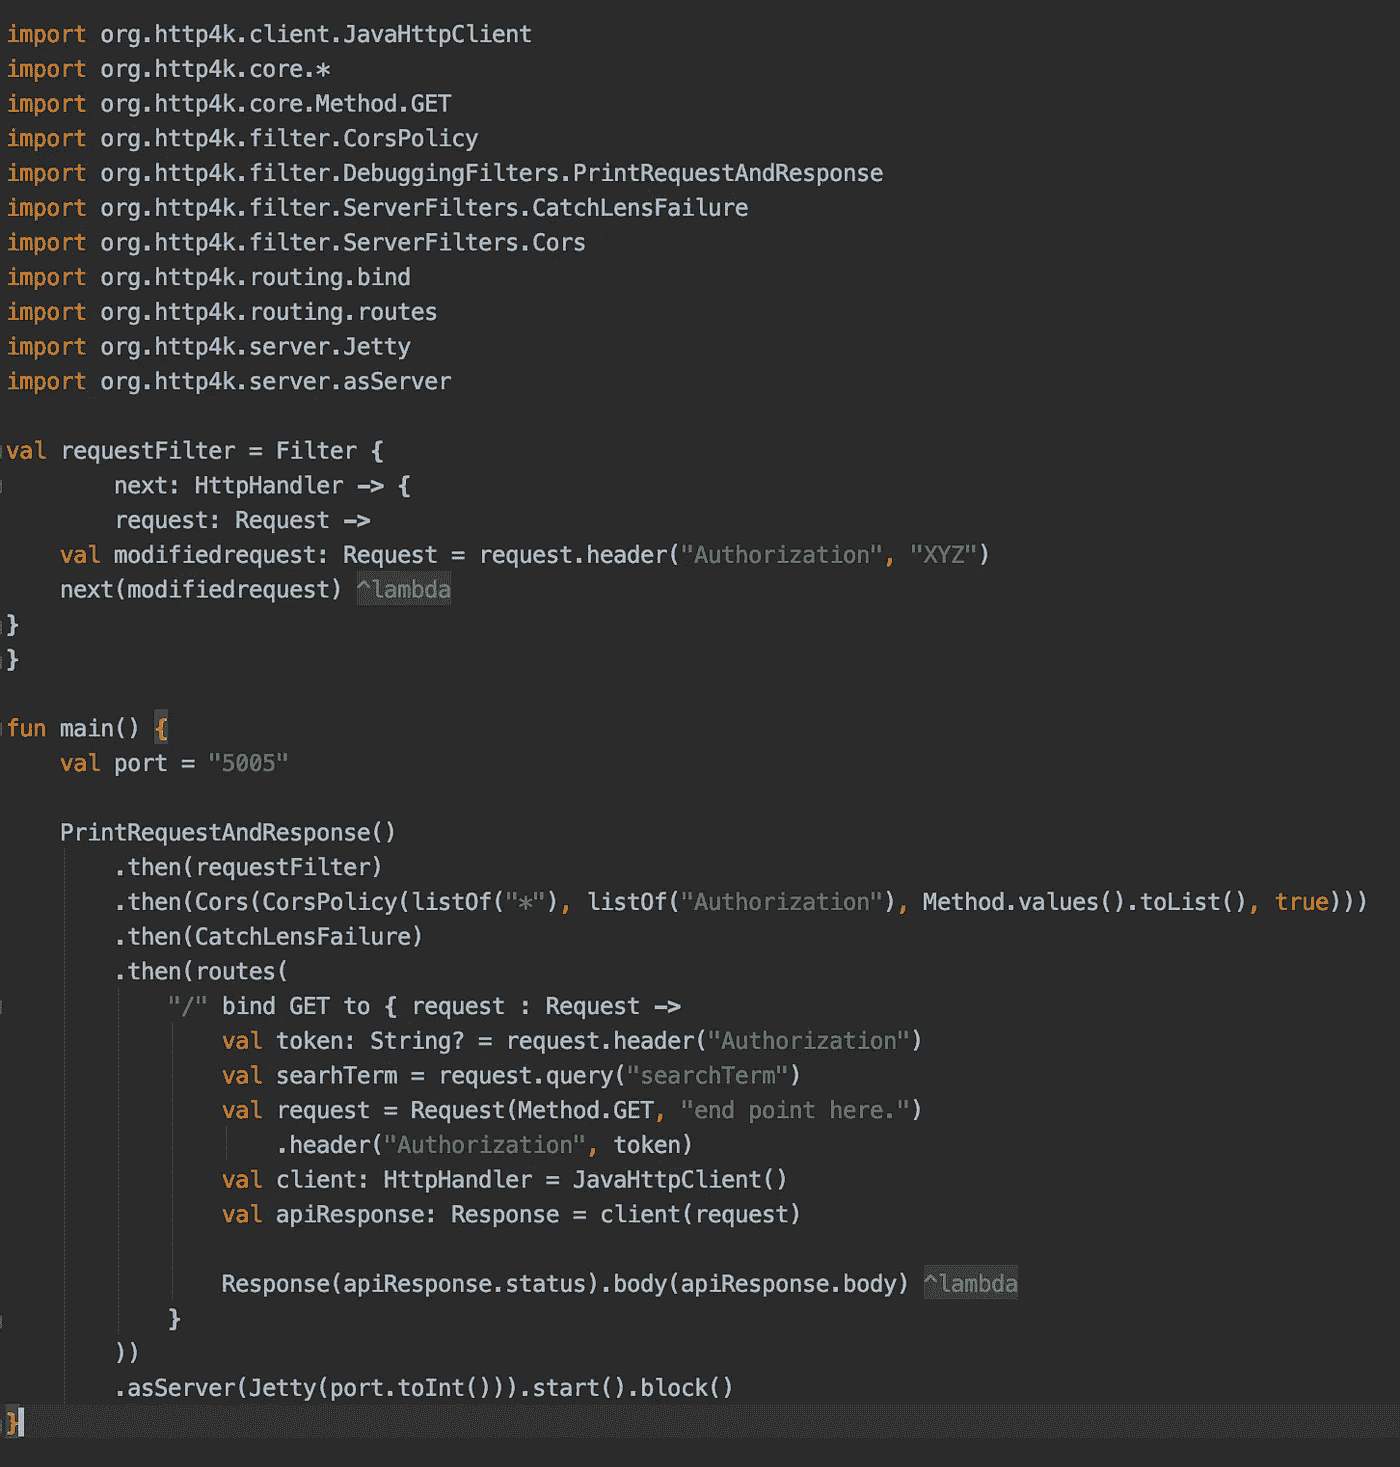 import org.http4k.client.JavaHttpClient
import org.http4k.core.*
import org.http4k.core.Method.GET
import org.http4k.filter.CorsPolicy
import org.http4k.filter.DebuggingFilters.PrintRequestAndResponse
import org.http4k.filter.ServerFilters.CatchLensFailure
import org.http4k.filter.ServerFilters.Cors
import org.http4k.routing.bind
import org.http4k.routing.routes
import org.http4k.server.Jetty
import org.http4k.server.asServer

val requestFilter = Filter {
        next: HttpHandler -> {
        request: Request ->
    val modifiedrequest: Request = request.header("Authorization", "XYZ")
    next(modifiedrequest) ^lambda
}
}

fun main() {
    val port = "5005"

    PrintRequestAndResponse()
        .then(requestFilter)
        .then(Cors(CorsPolicy(listOf("*"), listOf("Authorization"), Method.values().toList(), true)))
        .then(CatchLensFailure)
        .then(routes(
            "/" bind GET to { request : Request ->
                val token: String? = request.header("Authorization")
                val searhTerm = request.query("searchTerm")
                val request = Request(Method.GET, "end point here.")
                    .header("Authorization", token)
                val client: HttpHandler = JavaHttpClient()
                val apiResponse: Response = client(request)

                Response(apiResponse.status).body(apiResponse.body) ^lambda
            }
        ))
        .asServer(Jetty(port.toInt())).start().block()
}